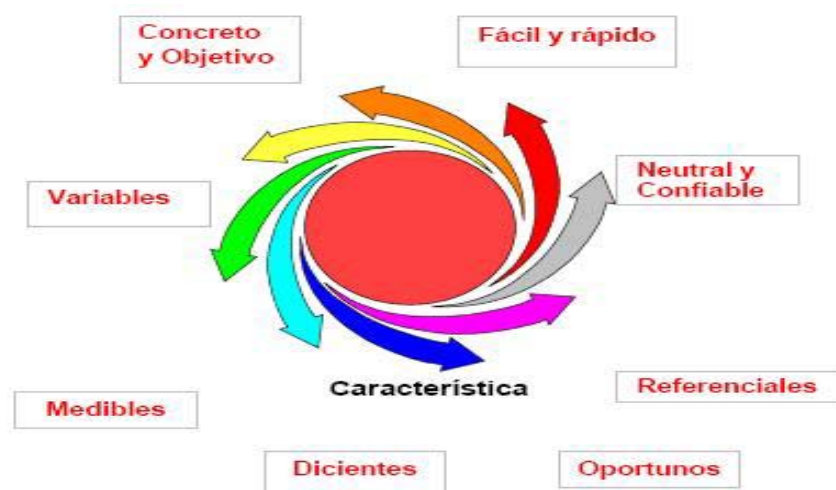 Concreto
y Objetivo
Fácil y rápido
Neutral y
Confiable
Variables
Característica
Referenciales
Medibles
Dicientes
Oportunos